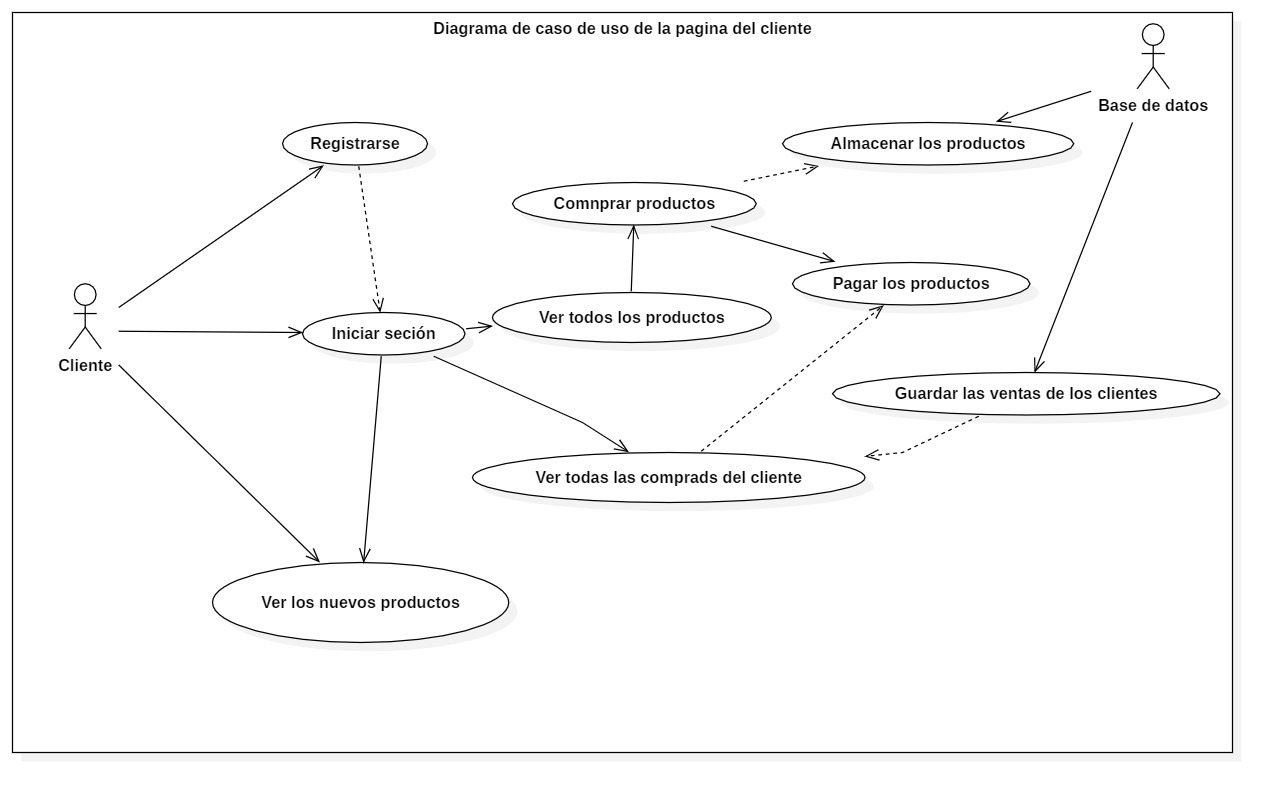 Diagrama de caso de uso de la pagina del cliente
Base de datos
Registrarse
Almacenar los productos
Comnprar productos
Pagar los productos
Ver todos los productos
Iniciar seción
Cliente
Guardar las ventas de los clientes
Ver todas las comprads del cliente
Ver los nuevos productos